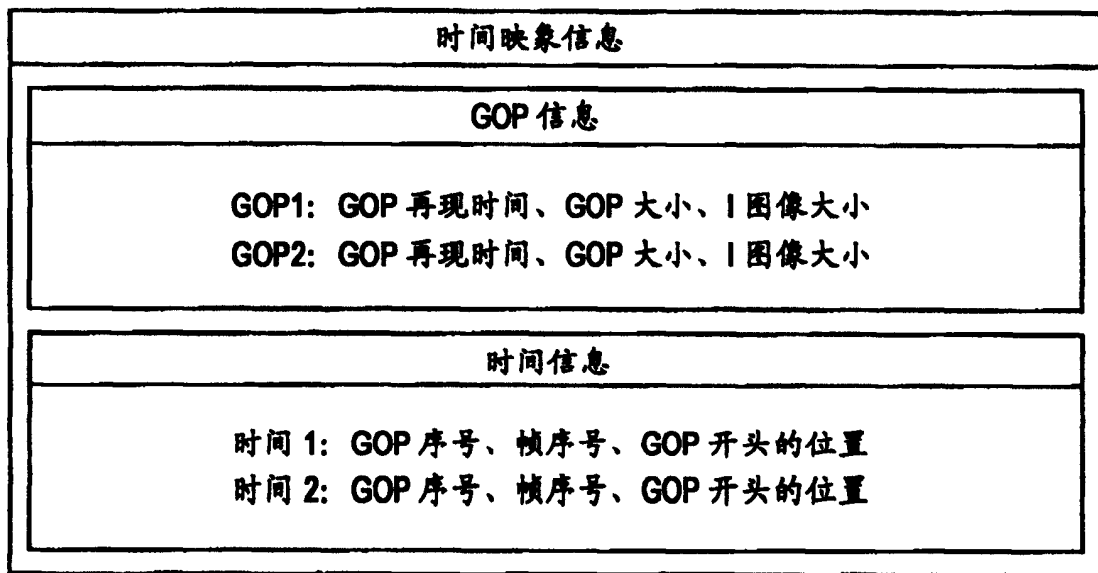 时间映象信息
GOP 信息
GOP1: GOP 再现时间、GOP 大小、I 图像大小
GOP2: GOP 再现时间、GOP 大小、I 图像大小
时间信息
时间 1: GOP 序号、帧序号、GOP 开头的位置
时间 2: GOP 序号、帧序号、GOP 开头的位置